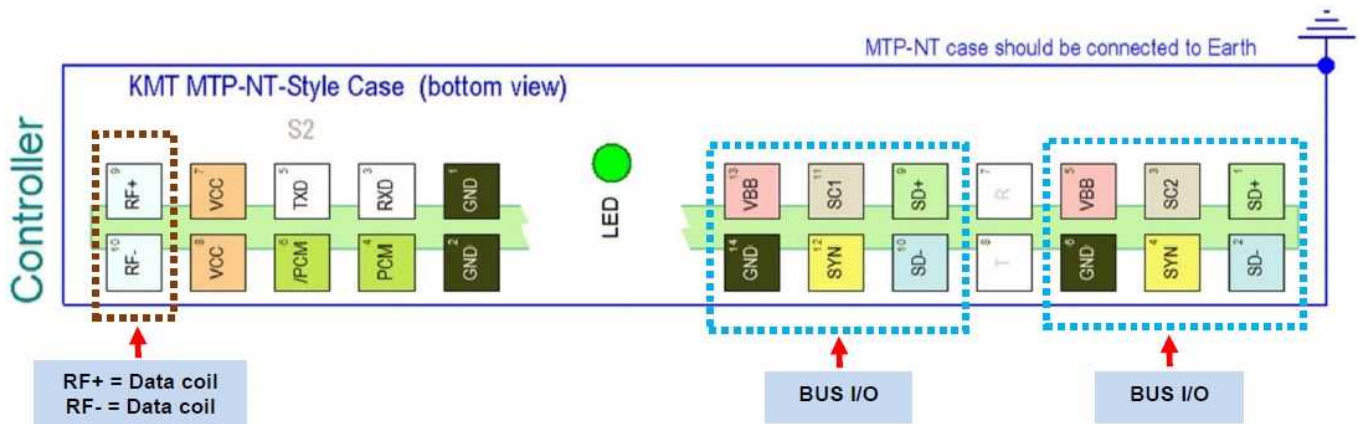 MTP-NT case should be connected to Earth
KMT MTP-NT-Style Case (bottom view)
Controller
S2
9 RF+ 7 VCC 5 TXD 3 RXD 1 GND
10 RF- 8 VCC 6 /PCM 4 PCM 2 GND
LED
13 VBB 11 SC1 9 SD+ 7 R 5 VBB 3 SC2 1 SD+
14 GND 12 SYN 10 SD- 8 T 6 GND 4 SYN 2 SD-
RF+ = Data coil
RF- = Data coil
BUS I/O
BUS I/O